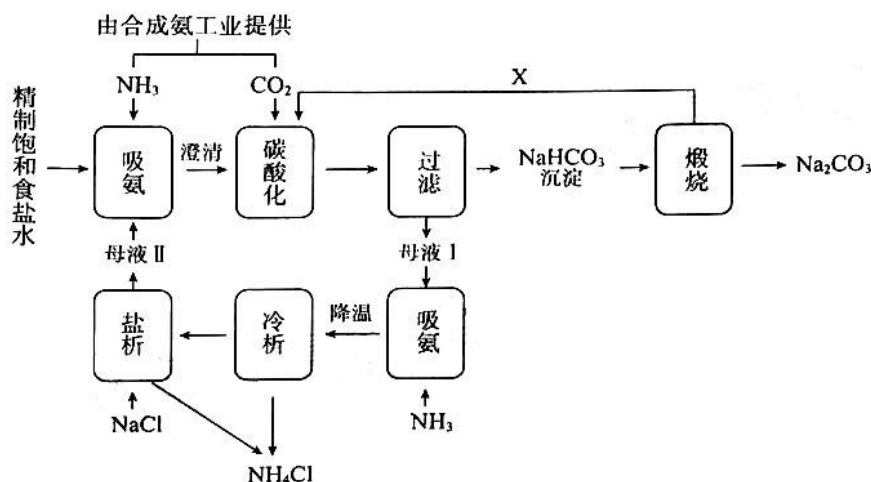 由合成氨工业提供
NH₃
CO₂
X
精制饱和食盐水
吸氨
澄清
碳酸化
过滤
NaHCO₃
沉淀
煅烧
Na₂CO₃
母液Ⅱ
母液Ⅰ
盐析
冷析
降温
吸氨
NaCl
NH₃
NH₄Cl